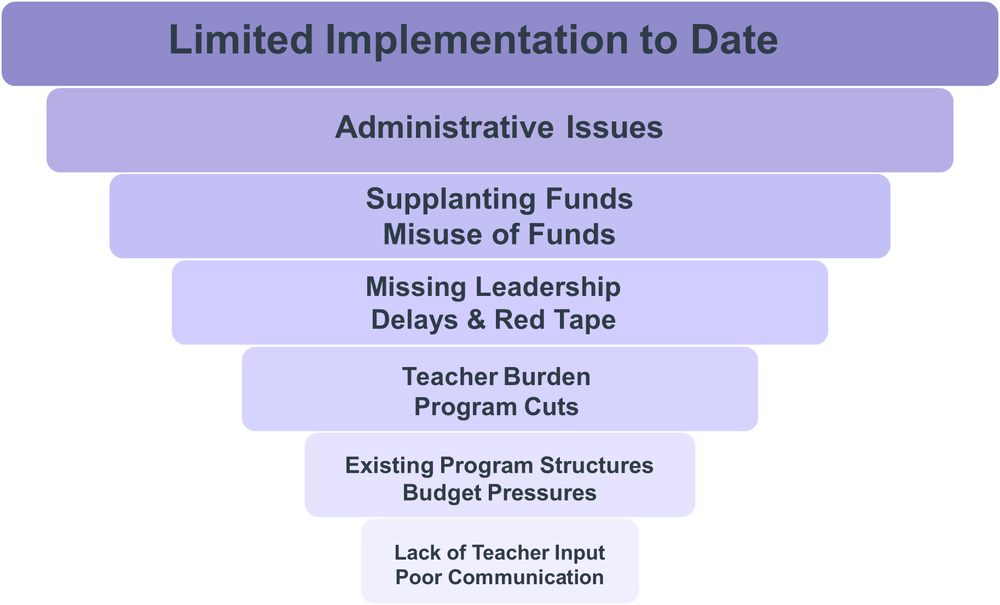 Limited Implementation to Date
Administrative Issues
Supplanting Funds
Misuse of Funds
Missing Leadership
Delays & Red Tape
Teacher Burden
Program Cuts
Existing Program Structures
Budget Pressures
Lack of Teacher Input
Poor Communication